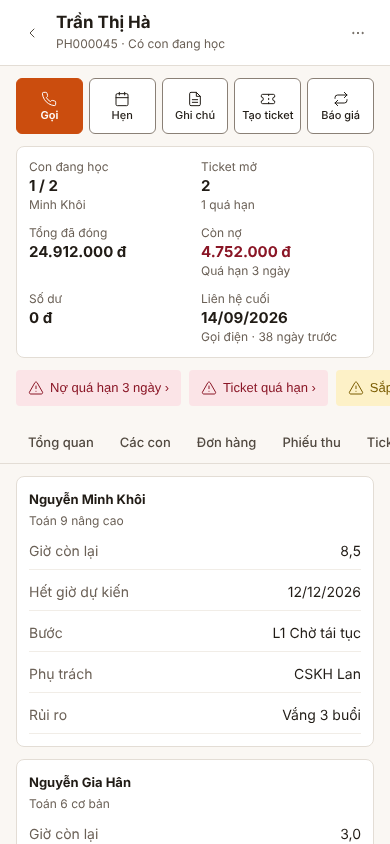 Trần Thị Hà
PH000045 · Có con đang học
Gọi
Hẹn
Ghi chú
Tạo ticket
Báo giá
Con đang học
1 / 2
Minh Khôi
Ticket mở
2
1 quá hạn
Tổng đã đóng
24.912.000 đ
Còn nợ
4.752.000 đ
Quá hạn 3 ngày
Số dư
0 đ
Liên hệ cuối
14/09/2026
Gọi điện · 38 ngày trước
Nợ quá hạn 3 ngày ›
Ticket quá hạn ›
Sắp
Tổng quan
Các con
Đơn hàng
Phiếu thu
Tick
Nguyễn Minh Khôi
Toán 9 nâng cao
Giờ còn lại
8,5
Hết giờ dự kiến
12/12/2026
Bước
L1 Chờ tái tục
Phụ trách
CSKH Lan
Rủi ro
Vắng 3 buổi
Nguyễn Gia Hân
Toán 6 cơ bản
Giờ còn lại
3,0